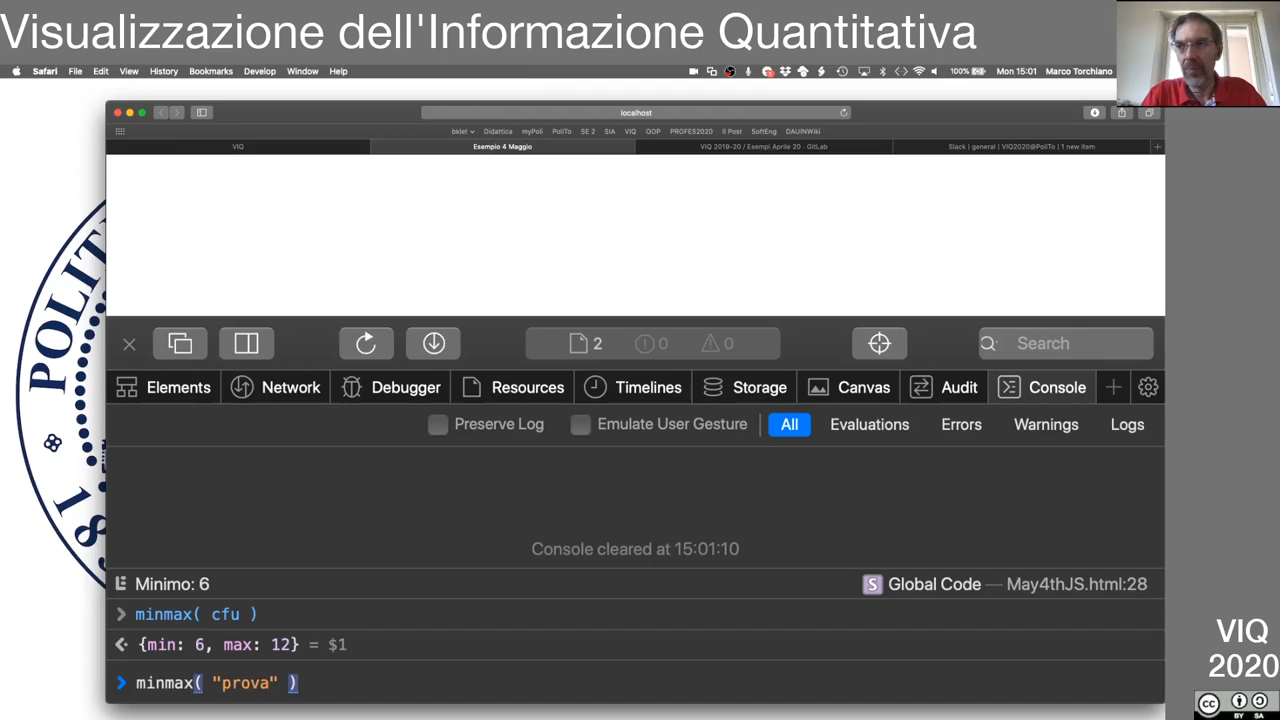 Visualizzazione dell'Informazione Quantitativa
Safari File Edit View History Bookmarks Develop Window Help
100% Mon 15:01 Marco Torchiano
localhost
bklet Didattica myPoli PoliTo SE 2 SIA VIQ OOP PROFES2020 il Post SoftEng DAUINWiki
VIQ Esempio 4 Maggio VIQ 2019-20 / Esempi Aprile 20 · GitLab Slack | general | VIQ2020@PoliTo | 1 new item
2 0 0 Search
Elements Network Debugger Resources Timelines Storage Canvas Audit Console
Preserve Log Emulate User Gesture All Evaluations Errors Warnings Logs
Console cleared at 15:01:10
Minimo: 6 S Global Code — May4thJS.html:28
> minmax( cfu )
{min: 6, max: 12} = $1
> minmax( "prova" )
POLIT
VIQ
2020
cc BY SA